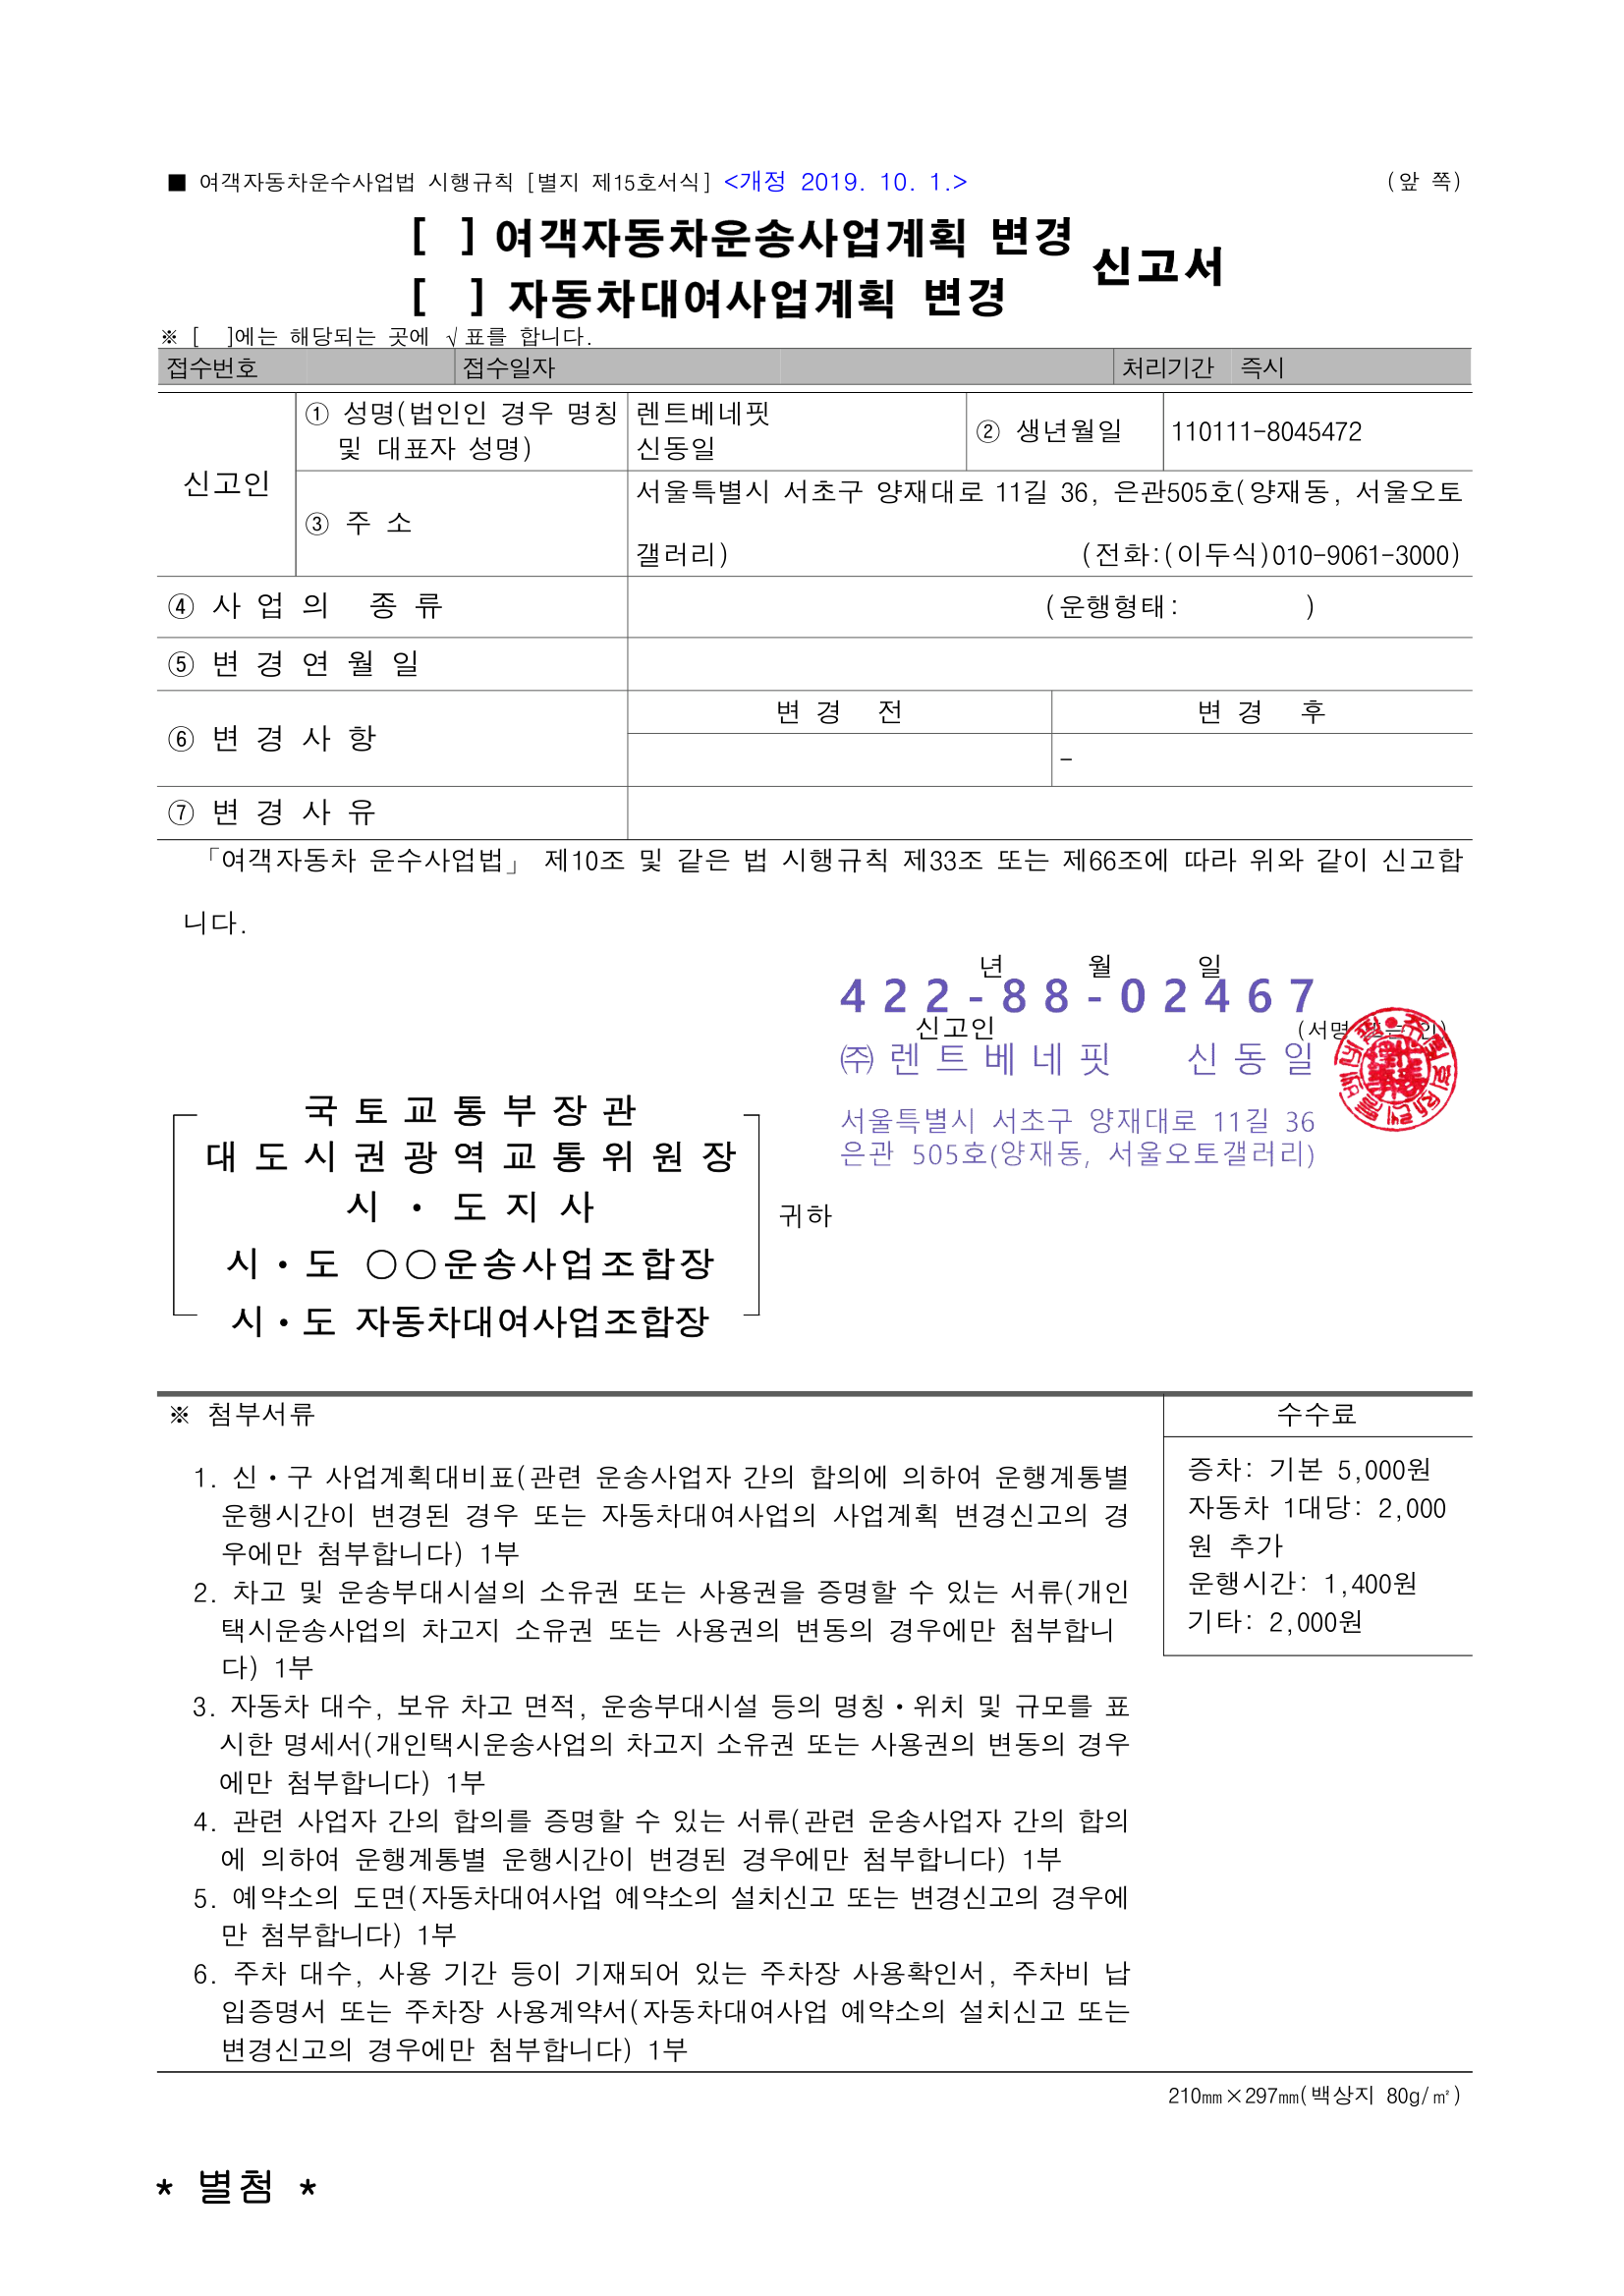 ■ 여객자동차운수사업법 시행규칙 [별지 제15호서식] <개정 2019. 10. 1.> (앞 쪽)
[ ] 여객자동차운송사업계획 변경
신고서
[ ] 자동차대여사업계획 변경
※ [ ]에는 해당되는 곳에 √ 표를 합니다.
접수번호 접수일자 처리기간 즉시
신고인
① 성명(법인인 경우 명칭
및 대표자 성명)
렌트베네핏
신동일
② 생년월일
110111-8045472
③ 주 소
서울특별시 서초구 양재대로 11길 36, 은관505호(양재동, 서울오토
갤러리) (전화:(이두식)010-9061-3000)
④ 사 업 의 종 류 (운행형태: )
⑤ 변 경 연 월 일
⑥ 변 경 사 항
변 경 전 변 경 후
-
⑦ 변 경 사 유
「여객자동차 운수사업법」 제10조 및 같은 법 시행규칙 제33조 또는 제66조에 따라 위와 같이 신고합
니다.
년 월 일
422-88-02467
신고인 (서명 또는 인)
㈜렌트베네핏 신동일
서울특별시 서초구 양재대로 11길 36
은관 505호(양재동, 서울오토갤러리)
국 토 교 통 부 장 관
대 도 시 권 광 역 교 통 위 원 장
시 · 도 지 사
귀하
시·도 ○○운송사업조합장
시·도 자동차대여사업조합장
※ 첨부서류
1. 신·구 사업계획대비표(관련 운송사업자 간의 합의에 의하여 운행계통별
운행시간이 변경된 경우 또는 자동차대여사업의 사업계획 변경신고의 경
우에만 첨부합니다) 1부
2. 차고 및 운송부대시설의 소유권 또는 사용권을 증명할 수 있는 서류(개인
택시운송사업의 차고지 소유권 또는 사용권의 변동의 경우에만 첨부합니
다) 1부
3. 자동차 대수, 보유 차고 면적, 운송부대시설 등의 명칭·위치 및 규모를 표
시한 명세서(개인택시운송사업의 차고지 소유권 또는 사용권의 변동의 경우
에만 첨부합니다) 1부
4. 관련 사업자 간의 합의를 증명할 수 있는 서류(관련 운송사업자 간의 합의
에 의하여 운행계통별 운행시간이 변경된 경우에만 첨부합니다) 1부
5. 예약소의 도면(자동차대여사업 예약소의 설치신고 또는 변경신고의 경우에
만 첨부합니다) 1부
6. 주차 대수, 사용 기간 등이 기재되어 있는 주차장 사용확인서, 주차비 납
입증명서 또는 주차장 사용계약서(자동차대여사업 예약소의 설치신고 또는
변경신고의 경우에만 첨부합니다) 1부
수수료
증차: 기본 5,000원
자동차 1대당: 2,000
원 추가
운행시간: 1,400원
기타: 2,000원
210㎜×297㎜(백상지 80g/㎡)
* 별첨 *